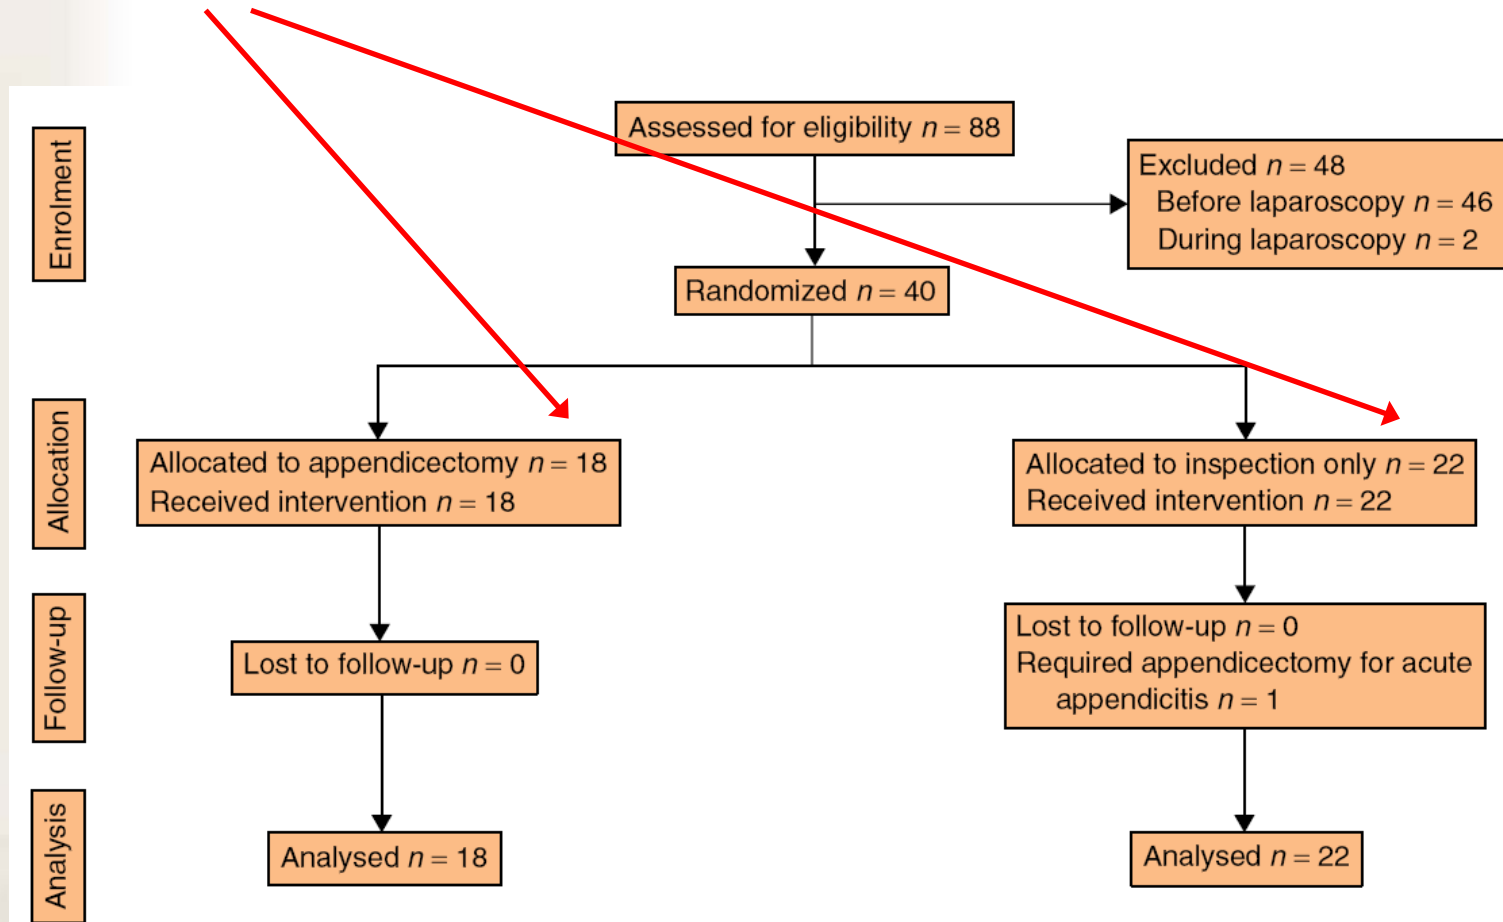 Enrolment
Assessed for eligibility n = 88
Excluded n = 48
Before laparoscopy n = 46
During laparoscopy n = 2
Randomized n = 40
Allocation
Allocated to appendicectomy n = 18
Received intervention n = 18
Allocated to inspection only n = 22
Received intervention n = 22
Follow-up
Lost to follow-up n = 0
Lost to follow-up n = 0
Required appendicectomy for acute
appendicitis n = 1
Analysis
Analysed n = 18
Analysed n = 22